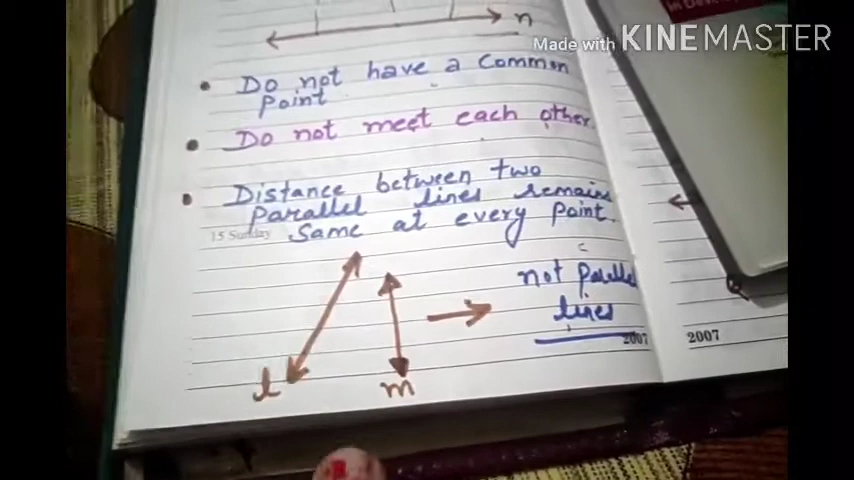 n
Made with KINEMASTER
Do not have a Common
Point
Do not meet each other.
Distance between two
parallel lines remains
Same at every point.
15 Sunday
not parallel
lines
l
m
2007
2007